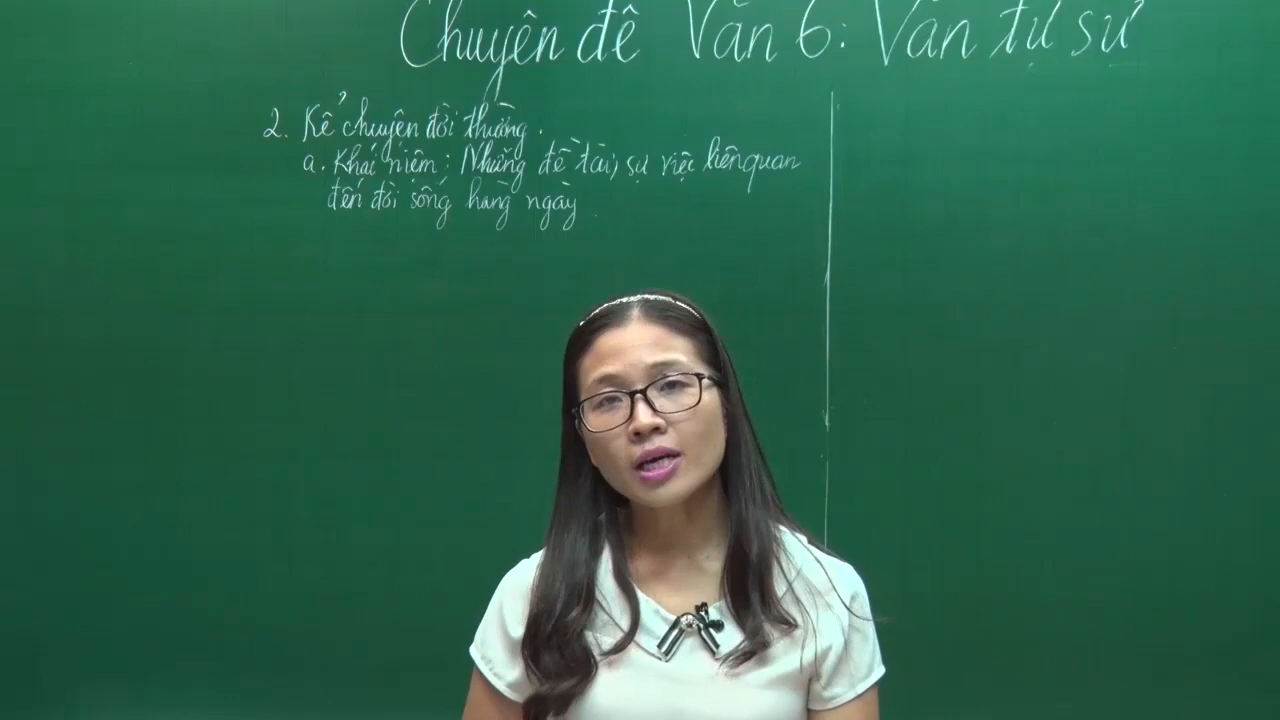 Chuyên đề Văn 6: Văn tự sự
2. Kể chuyện đời thường.
a. Khái niệm: Những đề tài, sự việc liên quan
đến đời sống hàng ngày.